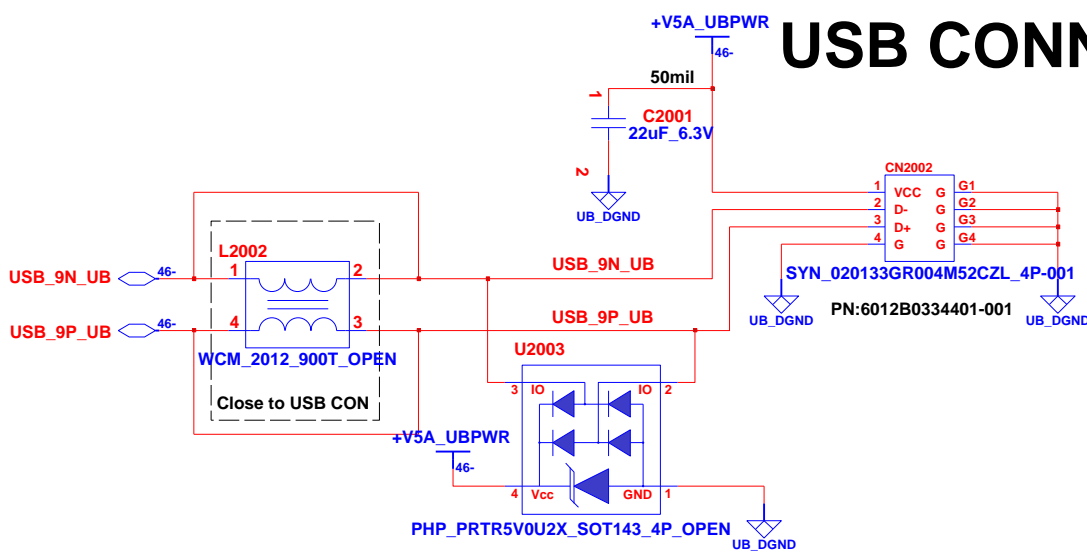 +V5A_UBPWR
USB CONN
46-
50mil
1
C2001
22uF_6.3V
2
UB_DGND
CN2002
1 VCC G G1
2 D- G G2
3 D+ G G3
4 G G G4
SYN_020133GR004M52CZL_4P-001
PN:6012B0334401-001
UB_DGND
UB_DGND
L2002
USB_9N_UB 46- 1 2 USB_9N_UB
USB_9P_UB 46- 4 3 USB_9P_UB
WCM_2012_900T_OPEN
Close to USB CON
U2003
3 IO IO 2
+V5A_UBPWR
46-
4 Vcc GND 1
PHP_PRTR5V0U2X_SOT143_4P_OPEN
UB_DGND